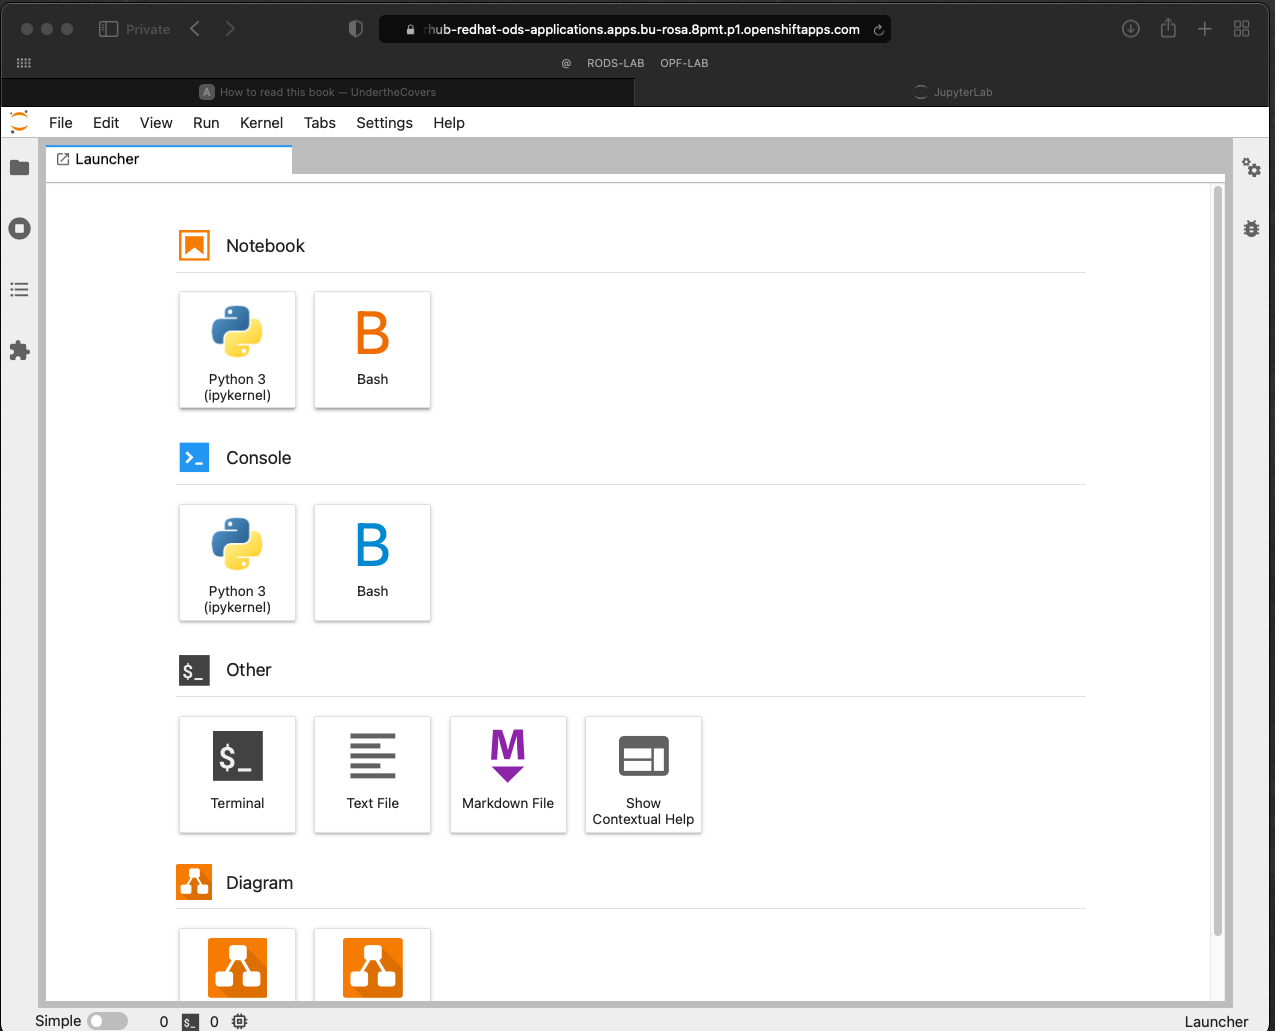 Private
rhub-redhat-ods-applications.apps.bu-rosa.8pmt.p1.openshiftapps.com
@ RODS-LAB OPF-LAB
A How to read this book — UndertheCovers
JupyterLab
File Edit View Run Kernel Tabs Settings Help
Launcher
Notebook
Python 3
(ipykernel)
B
Bash
>_ Console
Python 3
(ipykernel)
B
Bash
$_ Other
$_
Terminal
Text File
M
Markdown File
Show
Contextual Help
Diagram
Simple 0 $_ 0 Launcher